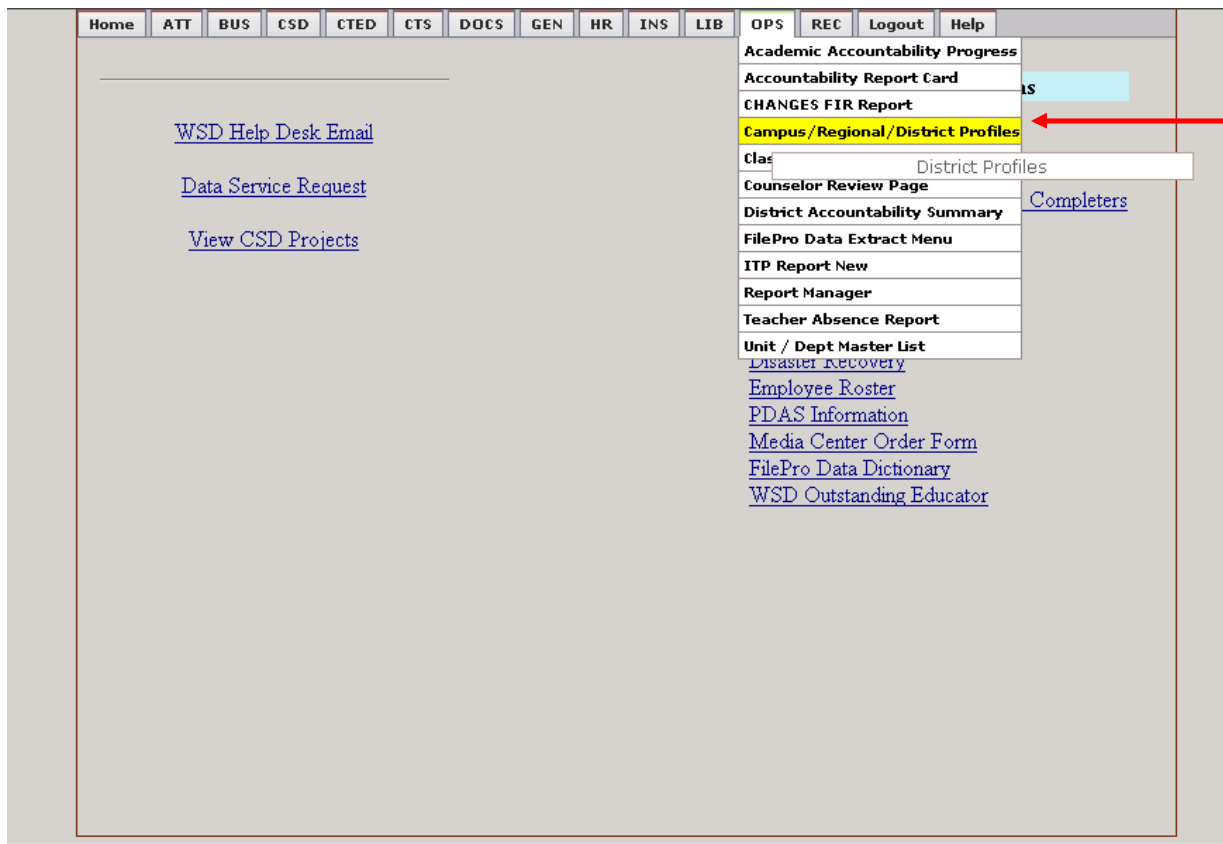 Home ATT BUS CSD CTED CTS DOCS GEN HR INS LIB OPS REC Logout Help
Academic Accountability Progress
Accountability Report Card
CHANGES FIR Report
Campus/Regional/District Profiles
District Profiles
Counselor Review Page
District Accountability Summary
FilePro Data Extract Menu
ITP Report New
Report Manager
Teacher Absence Report
Unit / Dept Master List
WSD Help Desk Email
Data Service Request
View CSD Projects
Completers
Disaster Recovery
Employee Roster
PDAS Information
Media Center Order Form
FilePro Data Dictionary
WSD Outstanding Educator